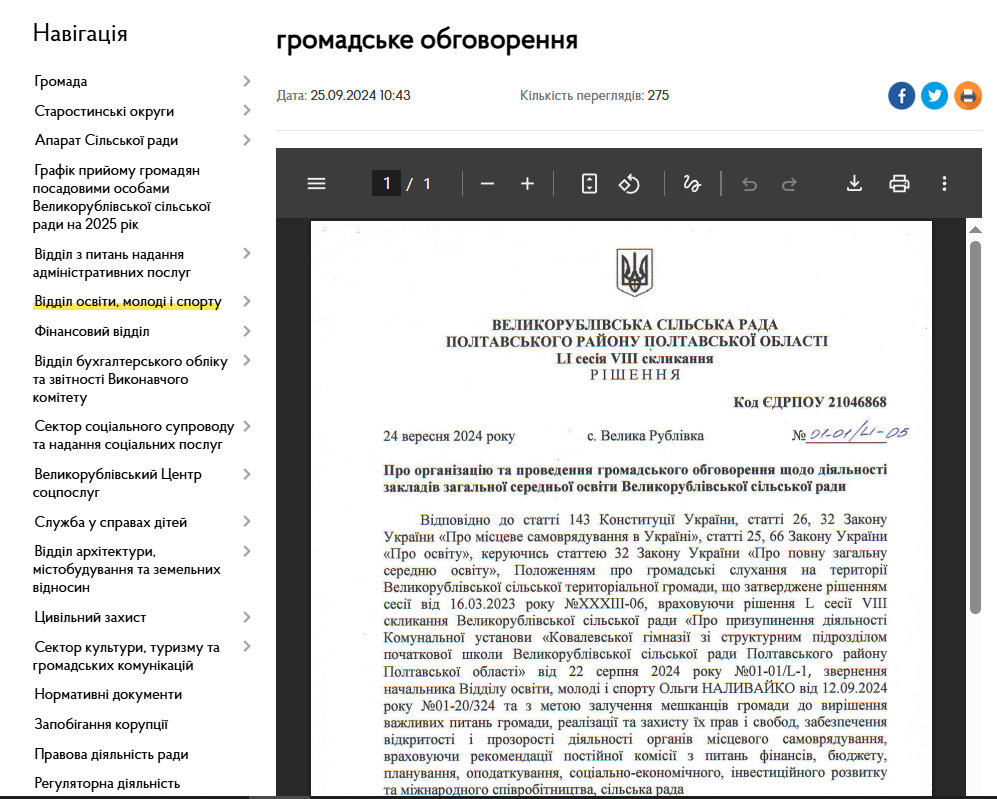 Навігація
Громада
Старостинські округи
Апарат Сільської ради
Графік прийому громадян
посадовими особами
Великорублівської сільської
ради на 2025 рік
Відділ з питань надання
адміністративних послуг
Відділ освіти, молоді і спорту
Фінансовий відділ
Відділ бухгалтерського обліку
та звітності Виконавчого
комітету
Сектор соціального супроводу
та надання соціальних послуг
Великорублівський Центр
соцпослуг
Служба у справах дітей
Відділ архітектури,
містобудування та земельних
відносин
Цивільний захист
Сектор культури, туризму та
громадських комунікацій
Нормативні документи
Запобігання корупції
Правова діяльність ради
Регуляторна діяльність
громадське обговорення
Дата: 25.09.2024 10:43
Кількість переглядів: 275
1 / 1
ВЕЛИКОРУБЛІВСЬКА СІЛЬСЬКА РАДА
ПОЛТАВСЬКОГО РАЙОНУ ПОЛТАВСЬКОЇ ОБЛАСТІ
LI сесія VIII скликання
РІШЕННЯ
Код ЄДРПОУ 21046868
24 вересня 2024 року с. Велика Рублівка № 01-01/LI-05
Про організацію та проведення громадського обговорення щодо діяльності
закладів загальної середньої освіти Великорублівської сільської ради
Відповідно до статті 143 Конституції України, статті 26, 32 Закону
України «Про місцеве самоврядування в Україні», статті 25, 66 Закону України
«Про освіту», керуючись статтею 32 Закону України «Про повну загальну
середню освіту», Положенням про громадські слухання на території
Великорублівської сільської територіальної громади, що затверджене рішенням
сесії від 16.03.2023 року №XXXIII-06, враховуючи рішення L сесії VIII
скликання Великорублівської сільської ради «Про призупинення діяльності
Комунальної установи «Ковалевської гімназії зі структурним підрозділом
початкової школи Великорублівської сільської ради Полтавського району
Полтавської області» від 22 серпня 2024 року №01-01/L-1, звернення
начальника Відділу освіти, молоді і спорту Ольги НАЛИВАЙКО від 12.09.2024
року №01-20/324 та з метою залучення мешканців громади до вирішення
важливих питань громади, реалізації та захисту їх прав і свобод, забезпечення
відкритості і прозорості діяльності органів місцевого самоврядування,
враховуючи рекомендації постійної комісії з питань фінансів, бюджету,
планування, оподаткування, соціально-економічного, інвестиційного розвитку
та міжнародного співробітництва, сільська рада